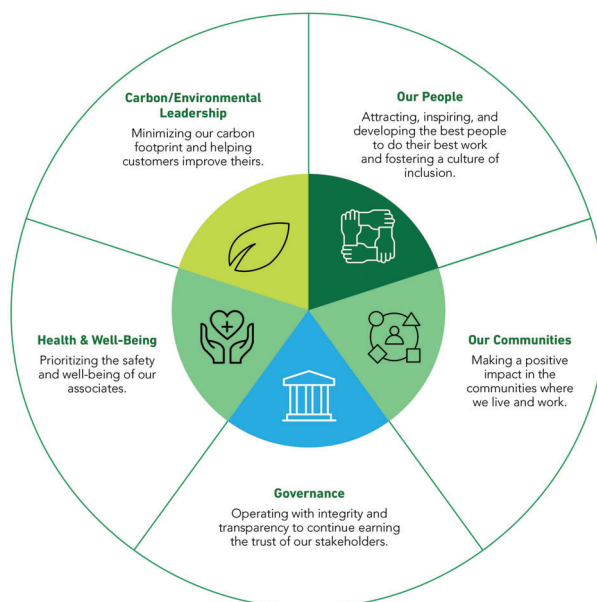 Carbon/Environmental
Leadership
Minimizing our carbon
footprint and helping
customers improve theirs.
Our People
Attracting, inspiring, and
developing the best people
to do their best work
and fostering a culture of
inclusion.
Health & Well-Being
Prioritizing the safety
and well-being of our
associates.
Our Communities
Making a positive
impact in the
communities where
we live and work.
Governance
Operating with integrity and
transparency to continue earning
the trust of our stakeholders.